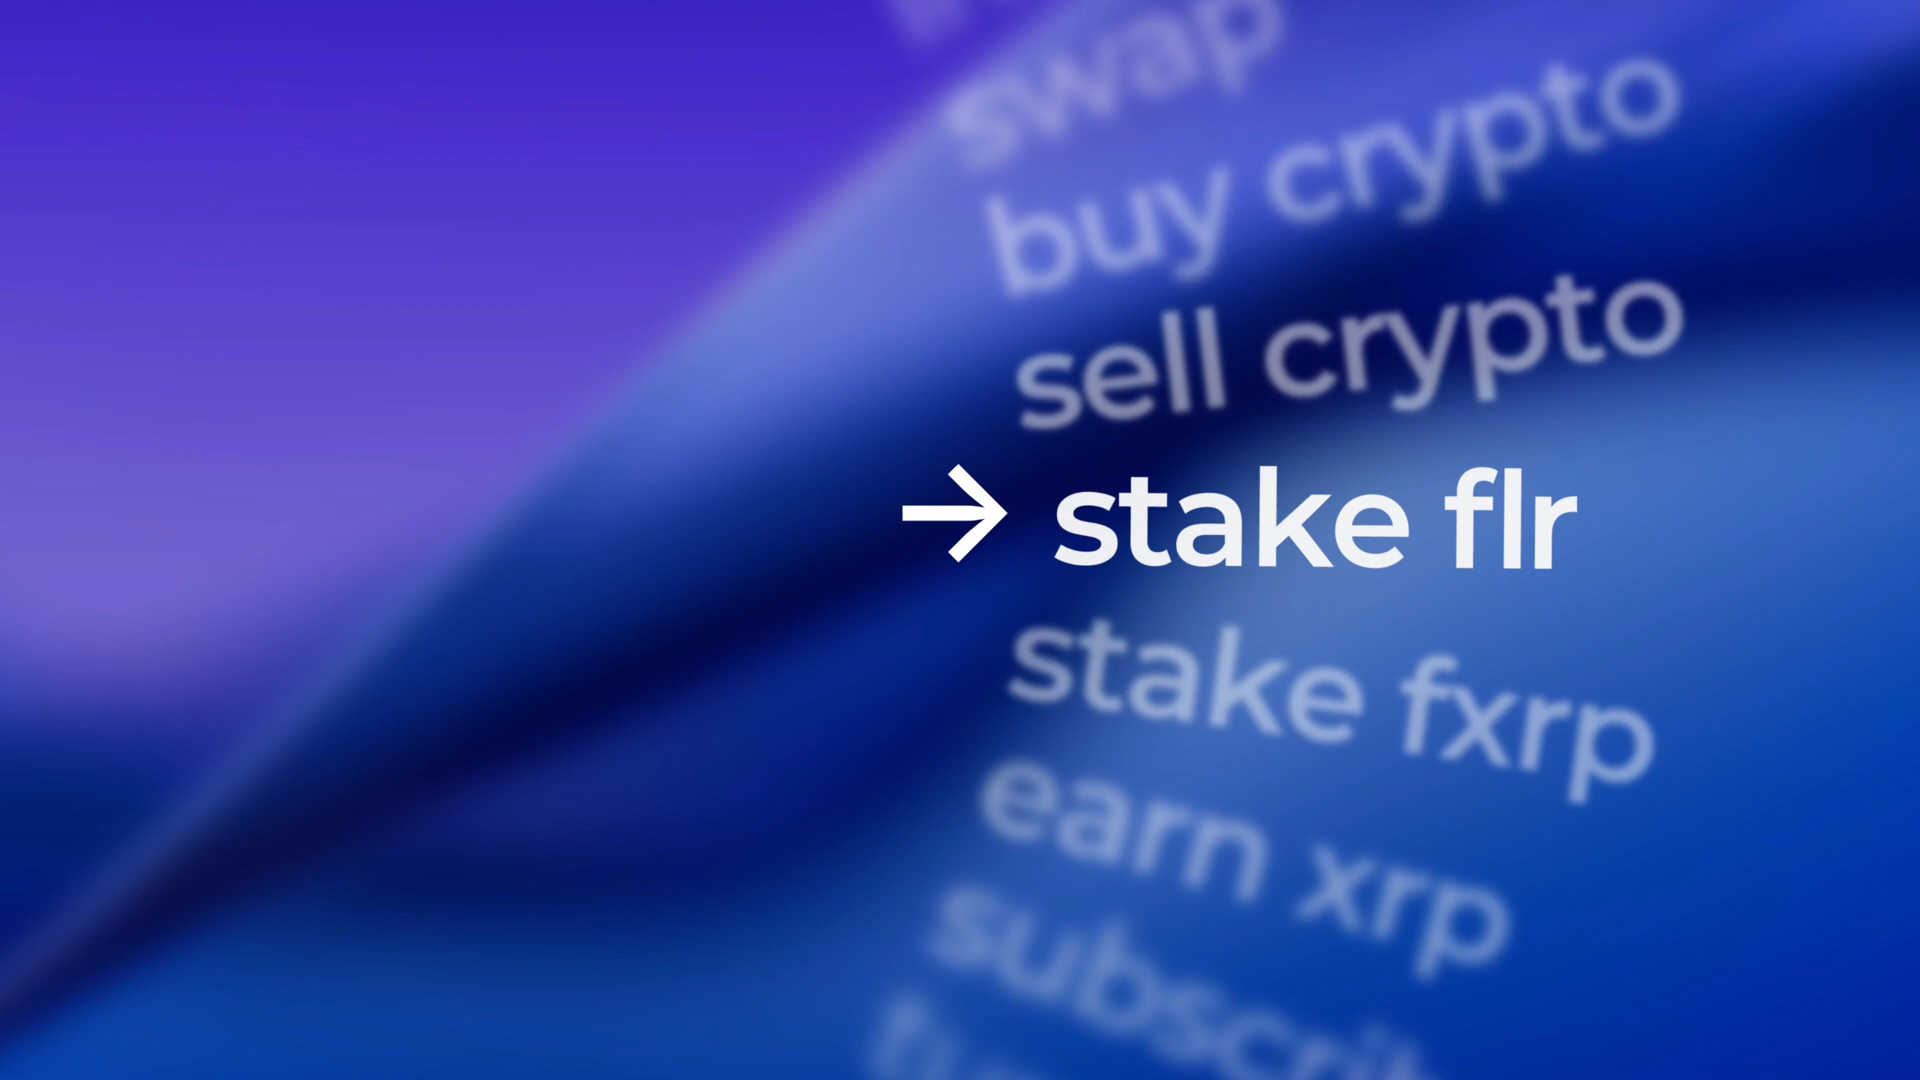 swap
buy crypto
sell crypto
→ stake flr
stake fxrp
earn xrp